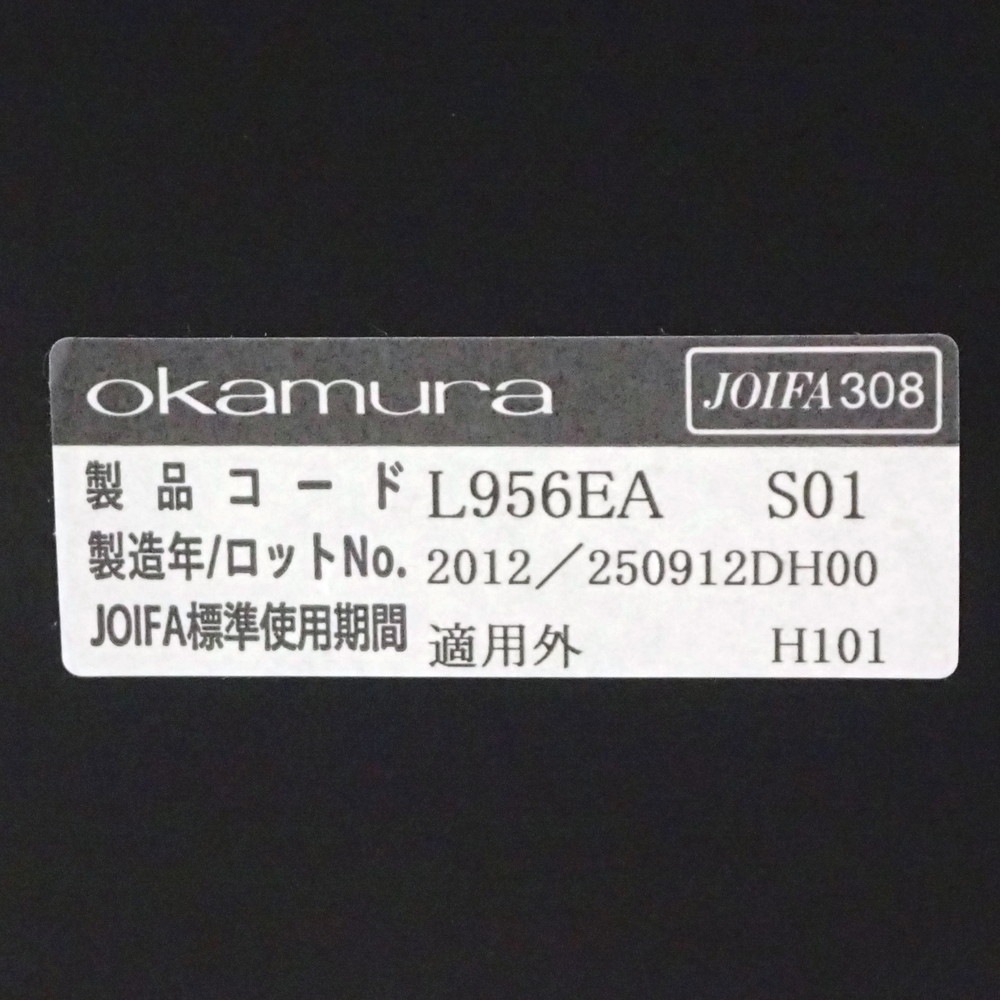 okamura JOIFA308
製品コード L956EA S01
製造年/ロットNo. 2012／250912DH00
JOIFA標準使用期間 適用外 H101